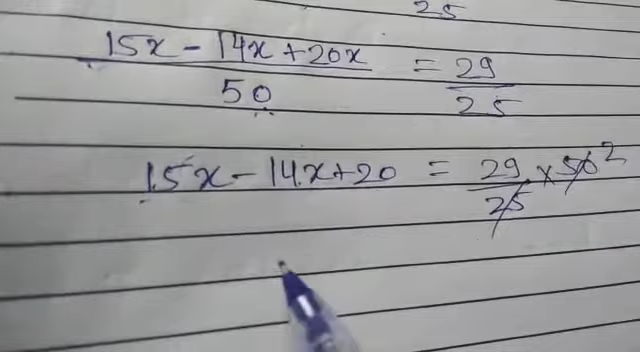 25
15x - 14x + 20x / 50 = 29 / 25
15x - 14x + 20 = 29 / 25 × 50 2